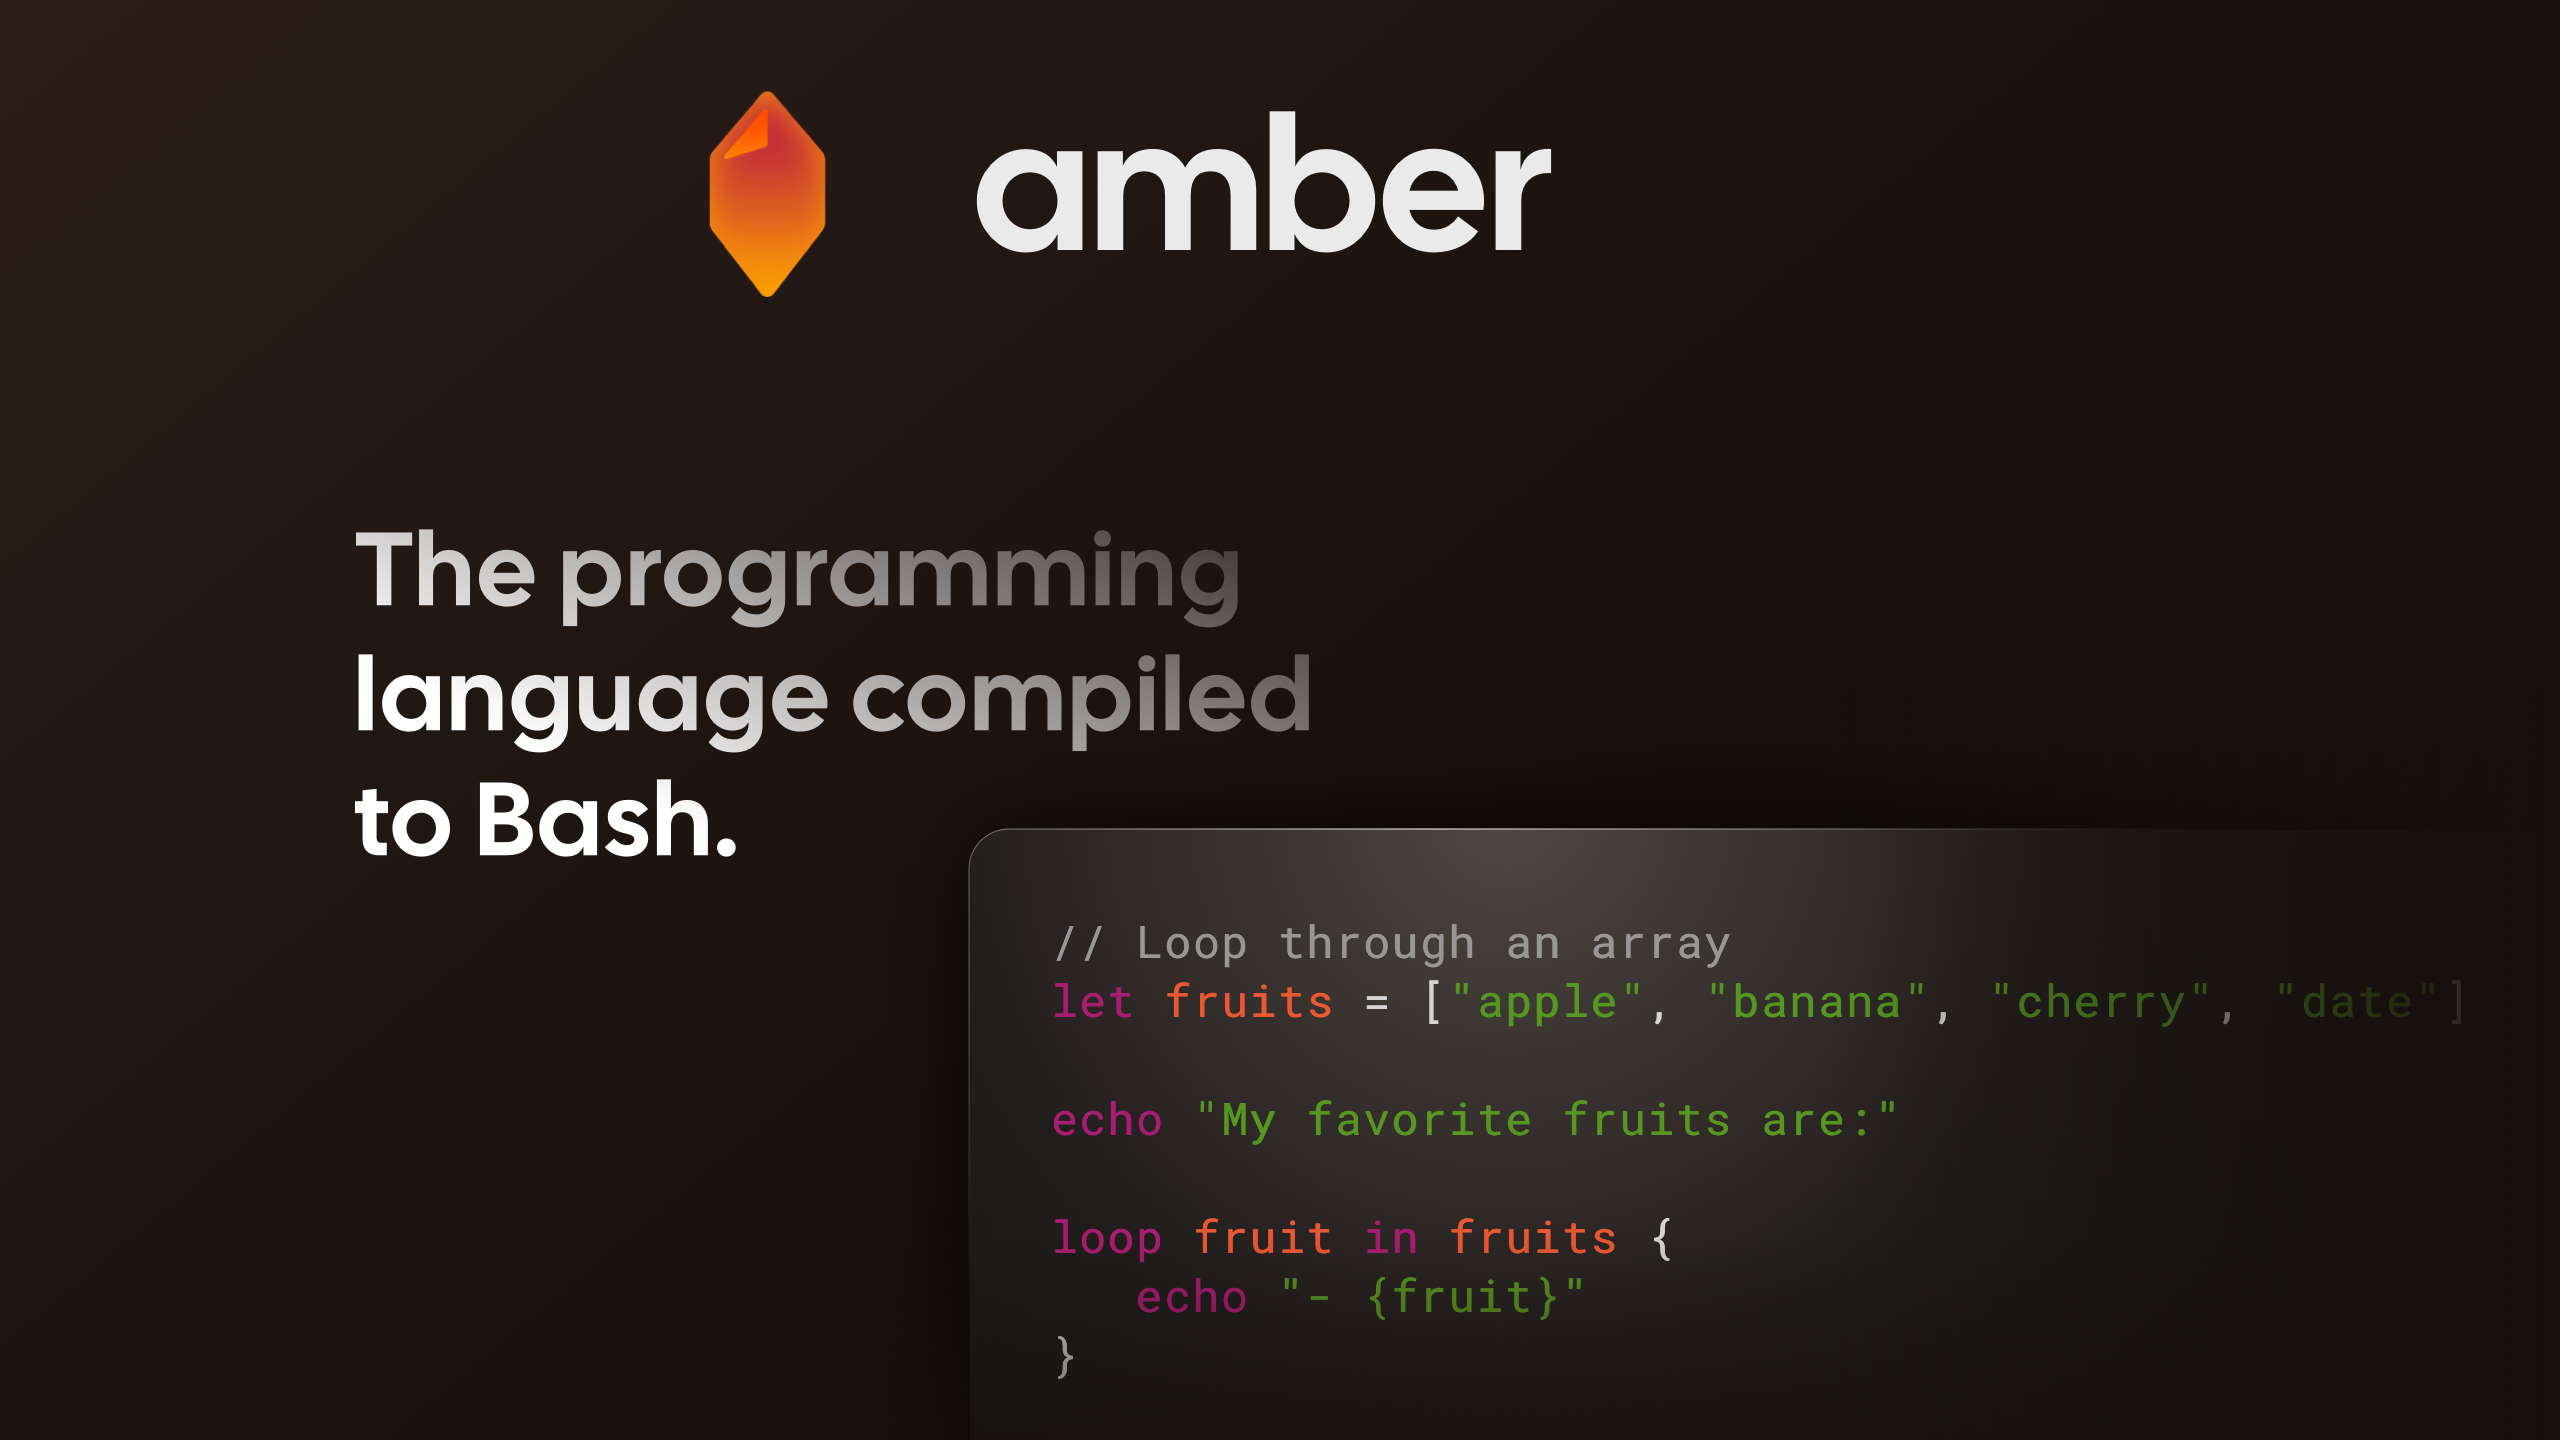 amber
The programming
language compiled
to Bash.
// Loop through an array
let fruits = ["apple", "banana", "cherry", "date"]
echo "My favorite fruits are:"
loop fruit in fruits {
   echo "- {fruit}"
}